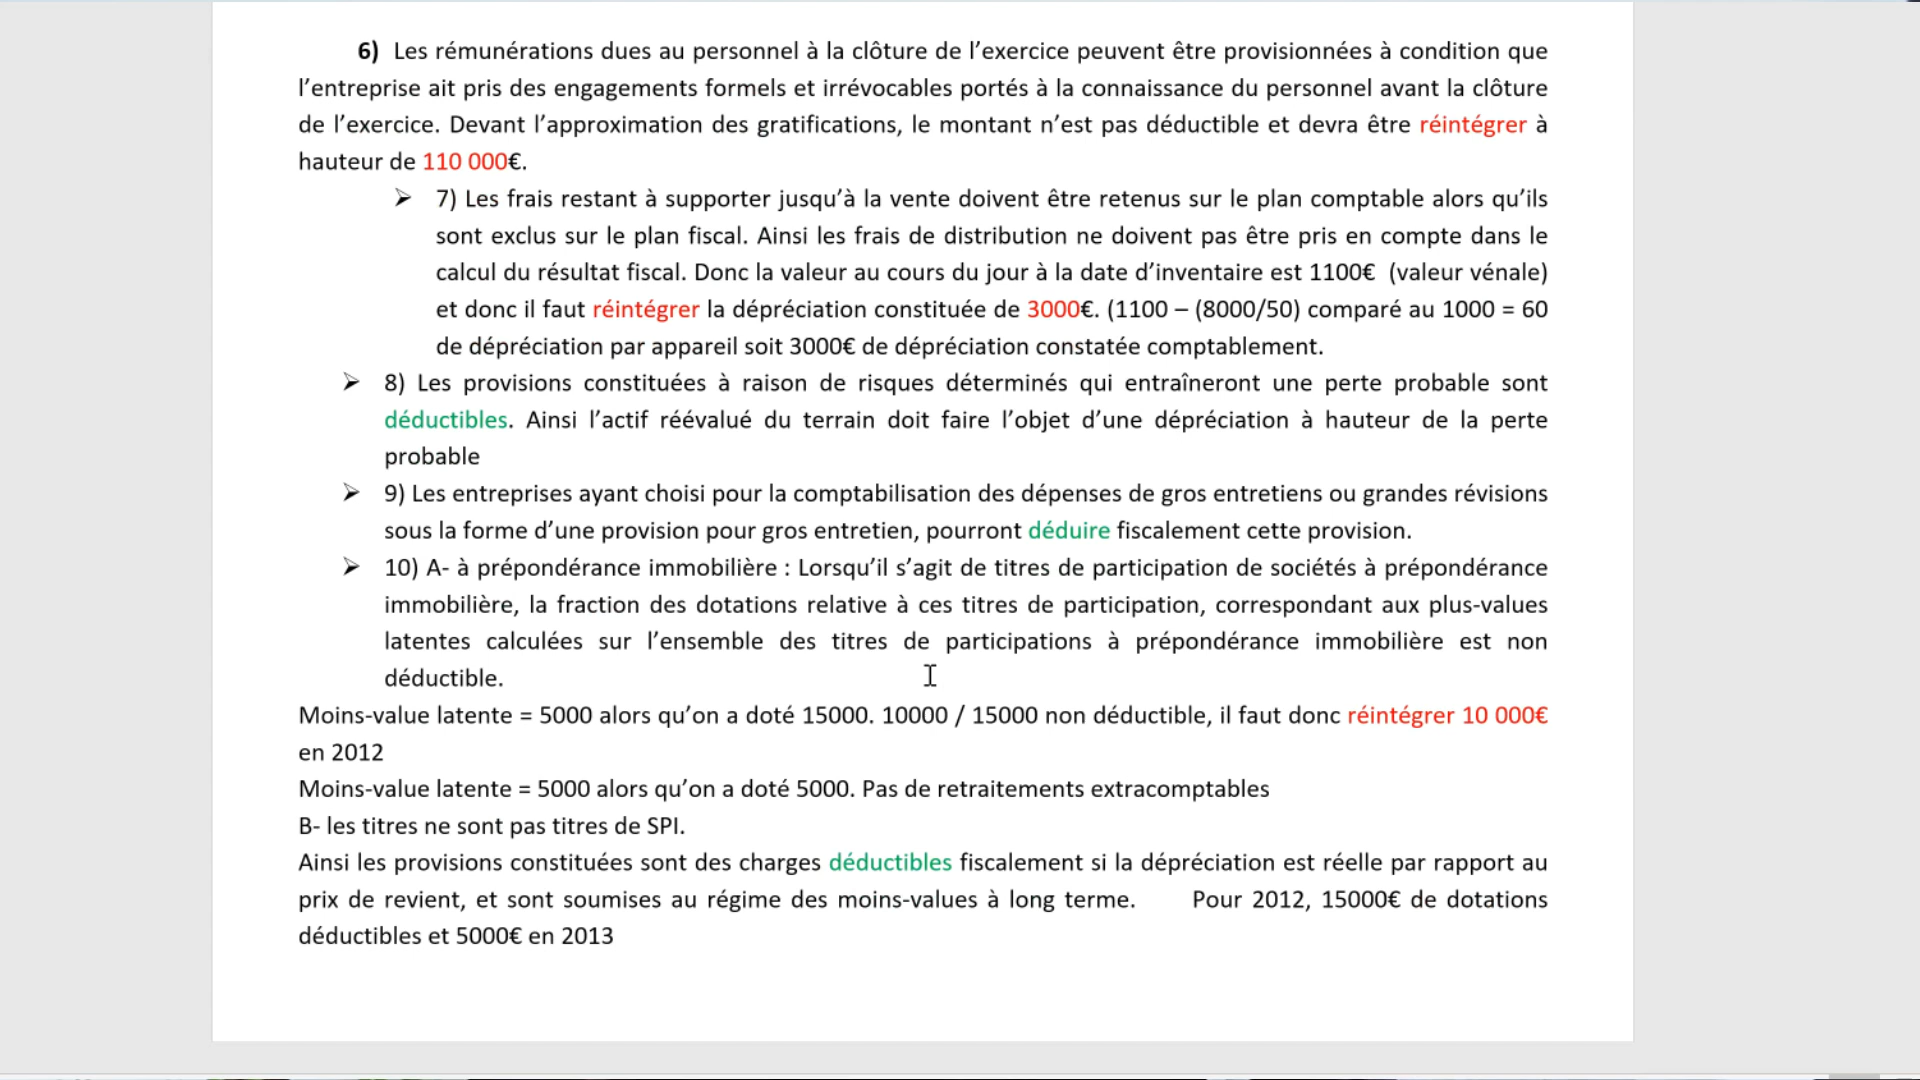 6) Les rémunérations dues au personnel à la clôture de l’exercice peuvent être provisionnées à condition que
l’entreprise ait pris des engagements formels et irrévocables portés à la connaissance du personnel avant la clôture
de l’exercice. Devant l’approximation des gratifications, le montant n’est pas déductible et devra être réintégrer à
hauteur de 110 000€.
➢ 7) Les frais restant à supporter jusqu’à la vente doivent être retenus sur le plan comptable alors qu’ils
sont exclus sur le plan fiscal. Ainsi les frais de distribution ne doivent pas être pris en compte dans le
calcul du résultat fiscal. Donc la valeur au cours du jour à la date d’inventaire est 1100€ (valeur vénale)
et donc il faut réintégrer la dépréciation constituée de 3000€. (1100 – (8000/50) comparé au 1000 = 60
de dépréciation par appareil soit 3000€ de dépréciation constatée comptablement.
➢ 8) Les provisions constituées à raison de risques déterminés qui entraîneront une perte probable sont
déductibles. Ainsi l’actif réévalué du terrain doit faire l’objet d’une dépréciation à hauteur de la perte
probable
➢ 9) Les entreprises ayant choisi pour la comptabilisation des dépenses de gros entretiens ou grandes révisions
sous la forme d’une provision pour gros entretien, pourront déduire fiscalement cette provision.
➢ 10) A- à prépondérance immobilière : Lorsqu’il s’agit de titres de participation de sociétés à prépondérance
immobilière, la fraction des dotations relative à ces titres de participation, correspondant aux plus-values
latentes calculées sur l’ensemble des titres de participations à prépondérance immobilière est non
déductible.
Moins-value latente = 5000 alors qu’on a doté 15000. 10000 / 15000 non déductible, il faut donc réintégrer 10 000€
en 2012
Moins-value latente = 5000 alors qu’on a doté 5000. Pas de retraitements extracomptables
B- les titres ne sont pas titres de SPI.
Ainsi les provisions constituées sont des charges déductibles fiscalement si la dépréciation est réelle par rapport au
prix de revient, et sont soumises au régime des moins-values à long terme. Pour 2012, 15000€ de dotations
déductibles et 5000€ en 2013